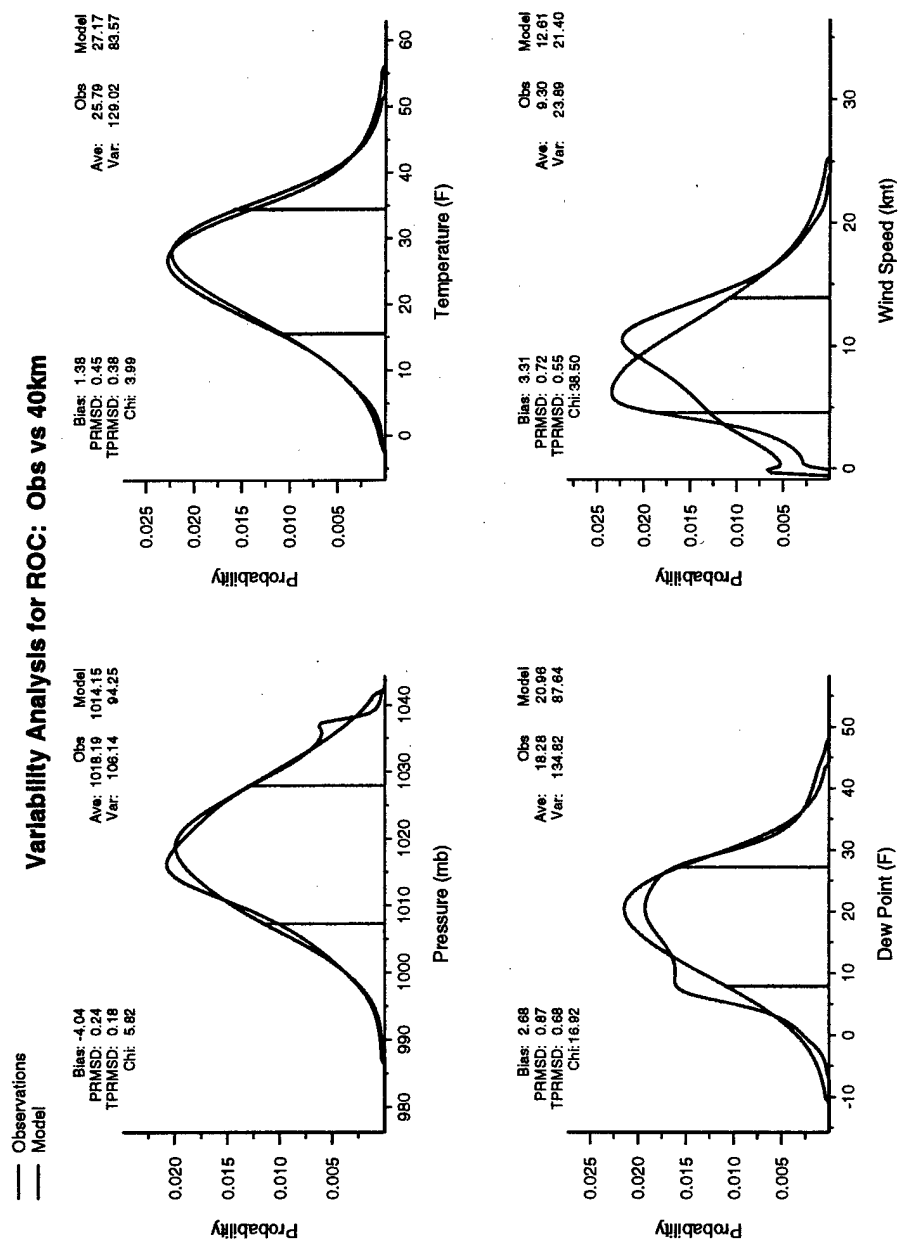 Variability Analysis for ROC: Obs vs 40km
Observations
Model
Bias: -4.04
PRMSD: 0.24
TPRMSD: 0.18
Chi: 5.82
Obs Model
Ave: 1018.19 1014.15
Var: 106.14 94.25
Probability
0.020
0.015
0.010
0.005
980 990 1000 1010 1020 1030 1040
Pressure (mb)
Bias: 1.38
PRMSD: 0.45
TPRMSD: 0.38
Chi: 3.99
Obs Model
Ave: 25.79 27.17
Var: 129.02 83.57
Probability
0.025
0.020
0.015
0.010
0.005
0 10 20 30 40 50 60
Temperature (F)
Bias: 2.68
PRMSD: 0.87
TPRMSD: 0.68
Chi: 16.92
Obs Model
Ave: 18.28 20.96
Var: 134.82 87.64
Probability
0.025
0.020
0.015
0.010
0.005
-10 0 10 20 30 40 50
Dew Point (F)
Bias: 3.31
PRMSD: 0.72
TPRMSD: 0.55
Chi: 38.50
Obs Model
Ave: 9.30 12.61
Var: 23.89 21.40
Probability
0.025
0.020
0.015
0.010
0.005
0 10 20 30
Wind Speed (knt)